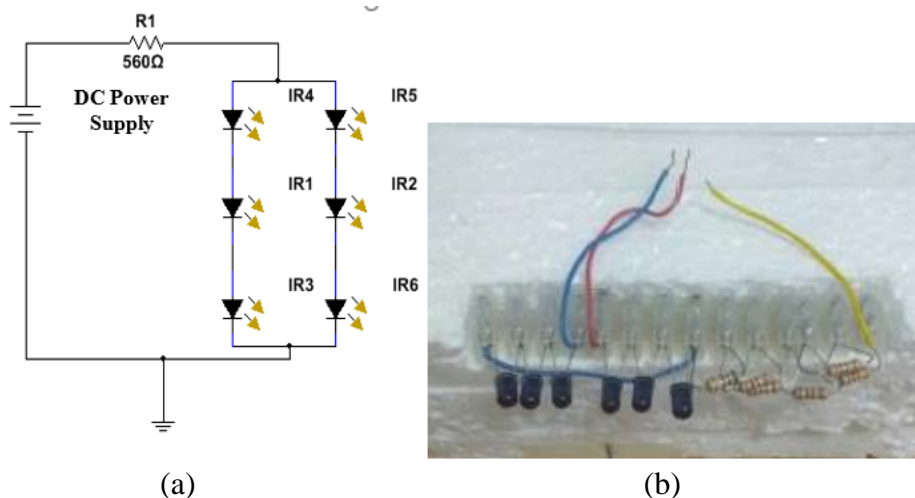 R1
560Ω
DC Power
Supply
IR4
IR5
IR1
IR2
IR3
IR6
(a)
(b)